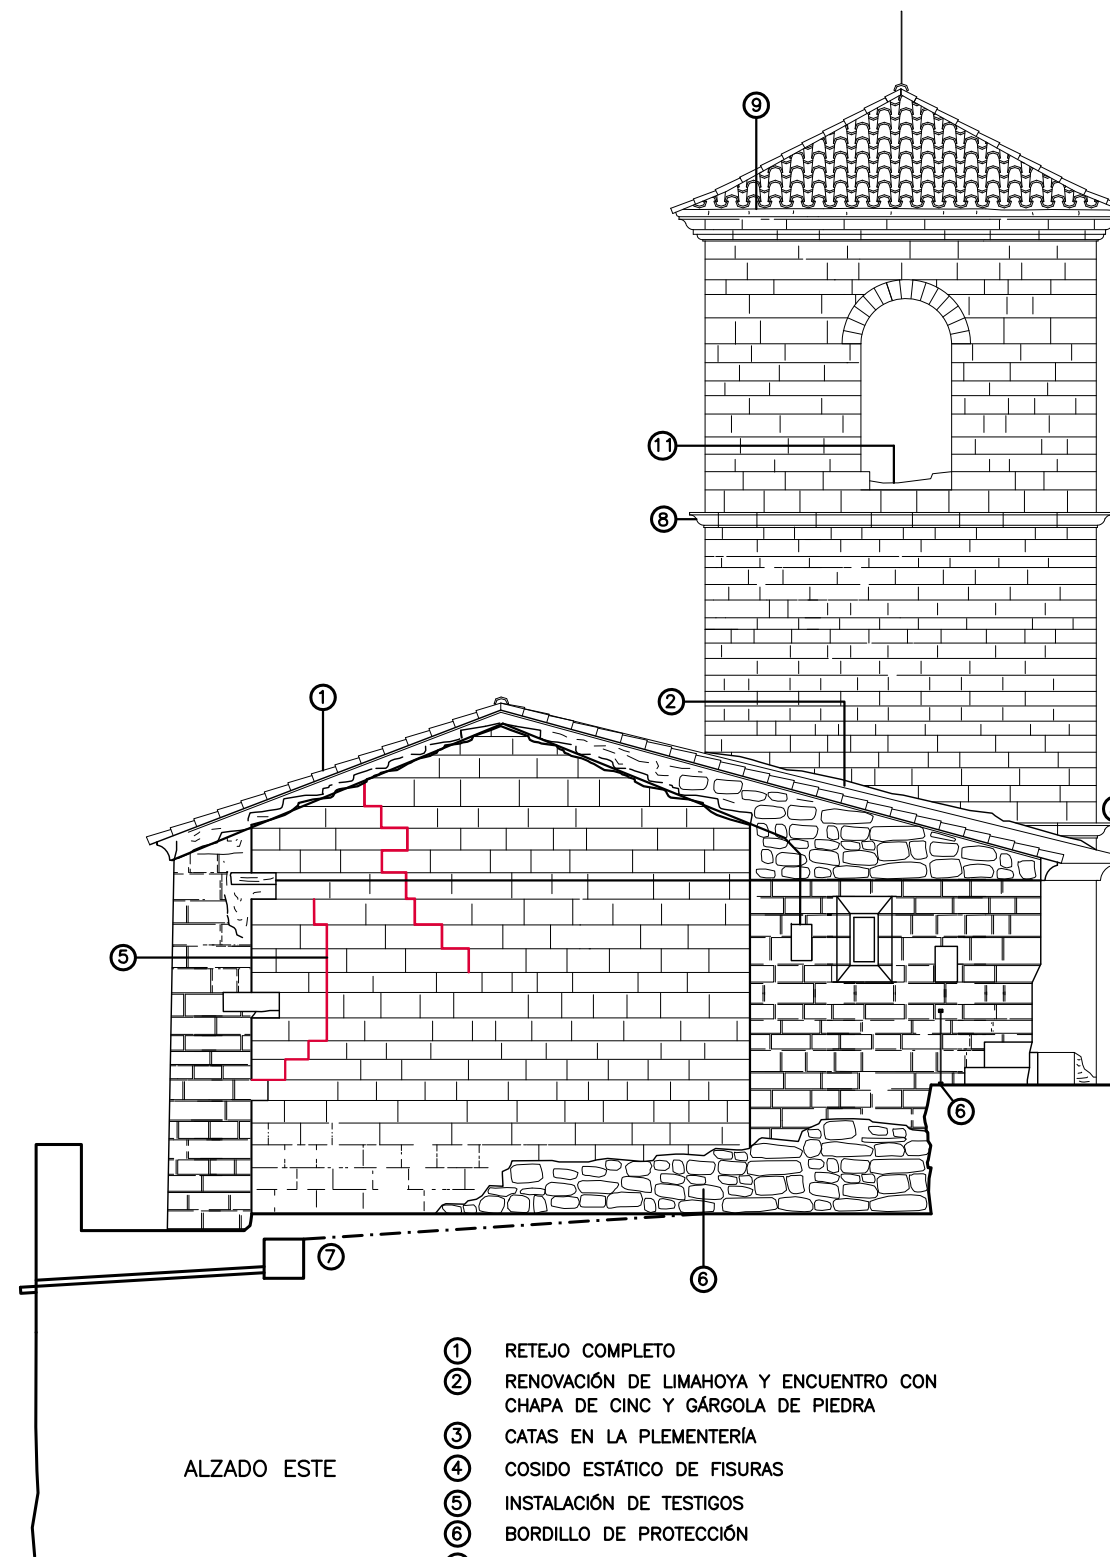 9
11
8
1
2
5
6
7
6
1 RETEJO COMPLETO
2 RENOVACIÓN DE LIMAHOYA Y ENCUENTRO CON
CHAPA DE CINC Y GÁRGOLA DE PIEDRA
3 CATAS EN LA PLEMENTERÍA
4 COSIDO ESTÁTICO DE FISURAS
ALZADO ESTE
5 INSTALACIÓN DE TESTIGOS
6 BORDILLO DE PROTECCIÓN